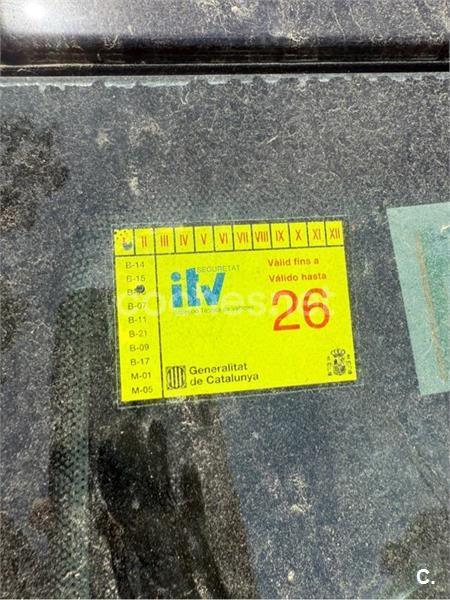 II III IV V VI VII VIII IX X XI XII
B-14
B-15
B-07
B-11
B-21
B-09
B-17
M-01
M-05
SEGURETAT
itv
Vàlid fins a
Válido hasta
26
Generalitat
de Catalunya
C.